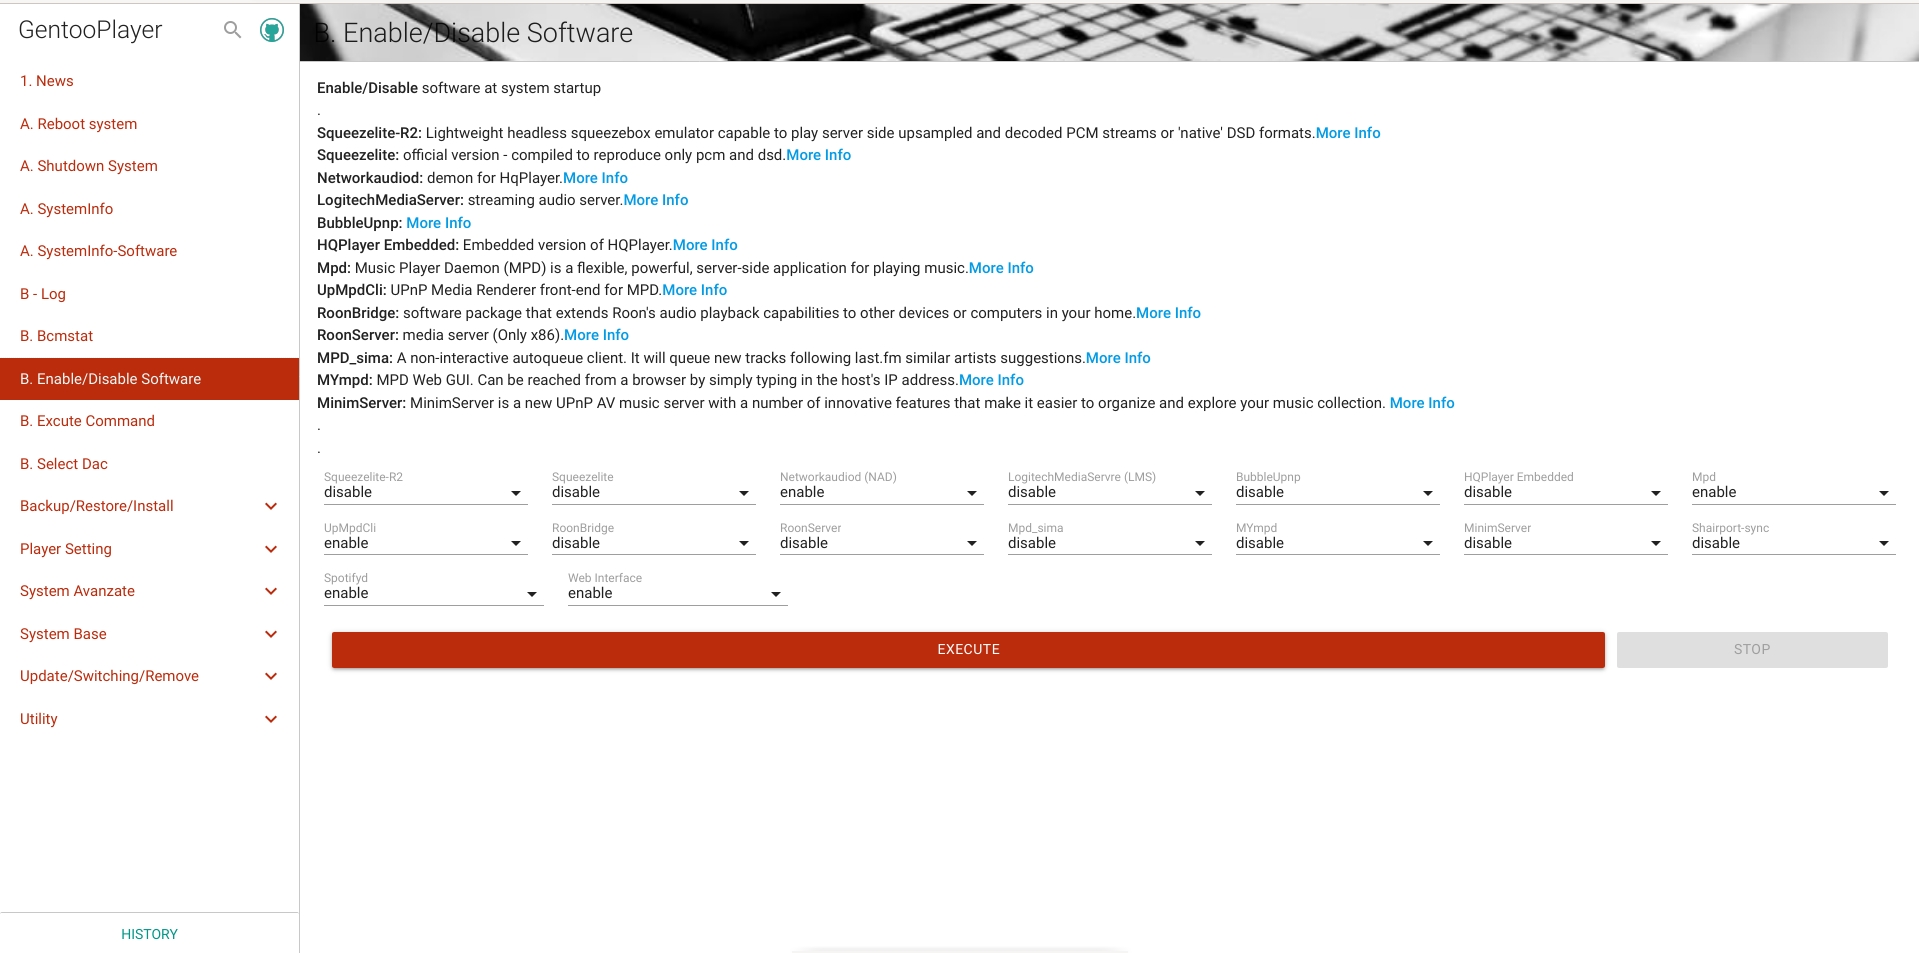 GentooPlayer
1. News
A. Reboot system
A. Shutdown System
A. SystemInfo
A. SystemInfo-Software
B - Log
B. Bcmstat
B. Enable/Disable Software
B. Excute Command
B. Select Dac
Backup/Restore/Install
Player Setting
System Avanzate
System Base
Update/Switching/Remove
Utility
HISTORY
B. Enable/Disable Software
Enable/Disable software at system startup
.
Squeezelite-R2: Lightweight headless squeezebox emulator capable to play server side upsampled and decoded PCM streams or 'native' DSD formats.More Info
Squeezelite: official version - compiled to reproduce only pcm and dsd.More Info
Networkaudiod: demon for HqPlayer.More Info
LogitechMediaServer: streaming audio server.More Info
BubbleUpnp: More Info
HQPlayer Embedded: Embedded version of HQPlayer.More Info
Mpd: Music Player Daemon (MPD) is a flexible, powerful, server-side application for playing music.More Info
UpMpdCli: UPnP Media Renderer front-end for MPD.More Info
RoonBridge: software package that extends Roon's audio playback capabilities to other devices or computers in your home.More Info
RoonServer: media server (Only x86).More Info
MPD_sima: A non-interactive autoqueue client. It will queue new tracks following last.fm similar artists suggestions.More Info
MYmpd: MPD Web GUI. Can be reached from a browser by simply typing in the host's IP address.More Info
MinimServer: MinimServer is a new UPnP AV music server with a number of innovative features that make it easier to organize and explore your music collection. More Info
.
.
Squeezelite-R2 Squeezelite Networkaudiod (NAD) LogitechMediaServre (LMS) BubbleUpnp HQPlayer Embedded Mpd
disable disable enable disable disable disable enable
UpMpdCli RoonBridge RoonServer Mpd_sima MYmpd MinimServer Shairport-sync
enable disable disable disable disable disable disable
Spotifyd Web Interface
enable enable
EXECUTE STOP